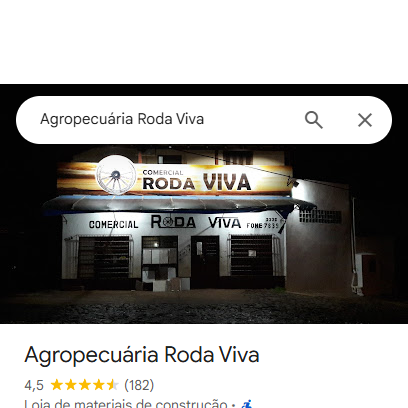 Agropecuária Roda Viva
COMERCIAL
RODA VIVA
COMERCIAL RODA VIVA
FONE 7835
Agropecuária Roda Viva
4,5 (182)
Loja de materiais de construção ·